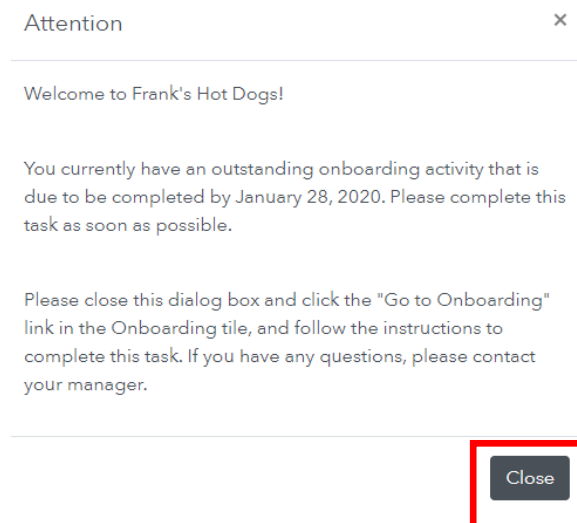 Attention
×
Welcome to Frank's Hot Dogs!
You currently have an outstanding onboarding activity that is
due to be completed by January 28, 2020. Please complete this
task as soon as possible.
Please close this dialog box and click the "Go to Onboarding"
link in the Onboarding tile, and follow the instructions to
complete this task. If you have any questions, please contact
your manager.
Close